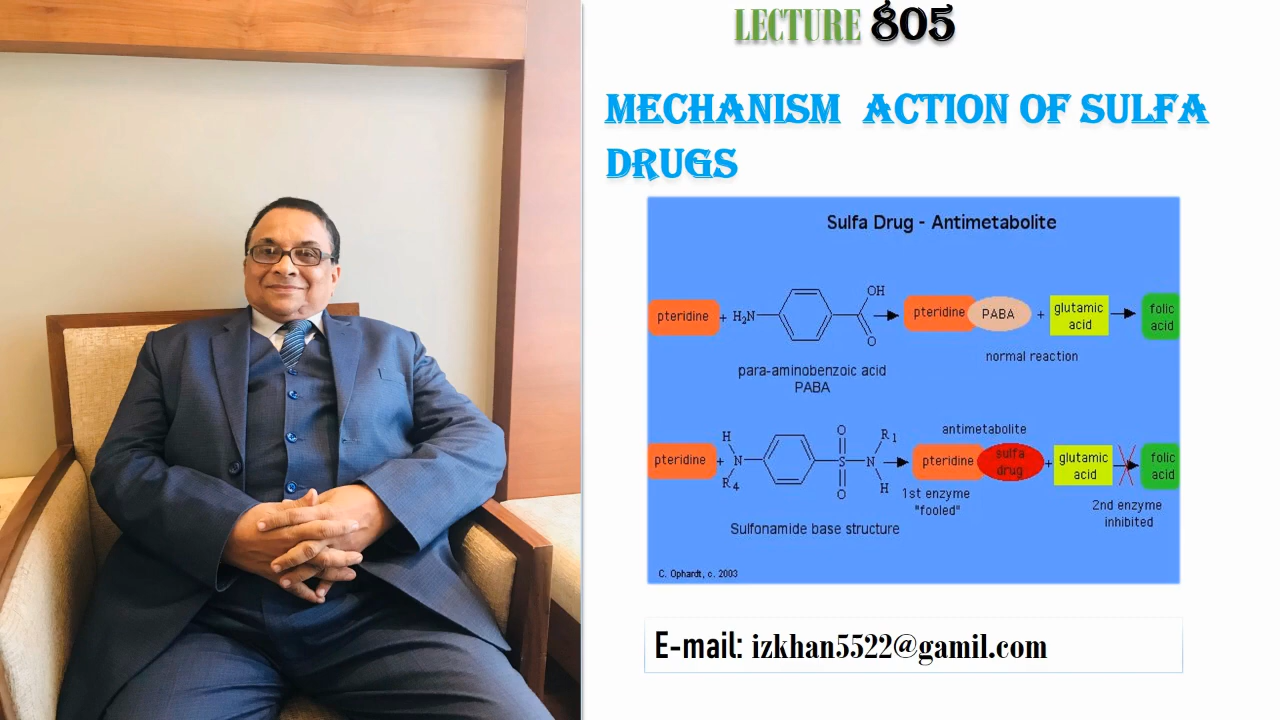 LECTURE 805
MECHANISM ACTION OF SULFA
DRUGS
Sulfa Drug - Antimetabolite
pteridine + H₂N OH O pteridine PABA + glutamic acid folic acid
normal reaction
para-aminobenzoic acid
PABA
antimetabolite
pteridine + H N R₄ O S O N R₁ H pteridine sulfa drug + glutamic acid folic acid
1st enzyme
"fooled"
2nd enzyme
inhibited
Sulfonamide base structure
C. Ophardt, c. 2003
E-mail: izkhan5522@gamil.com